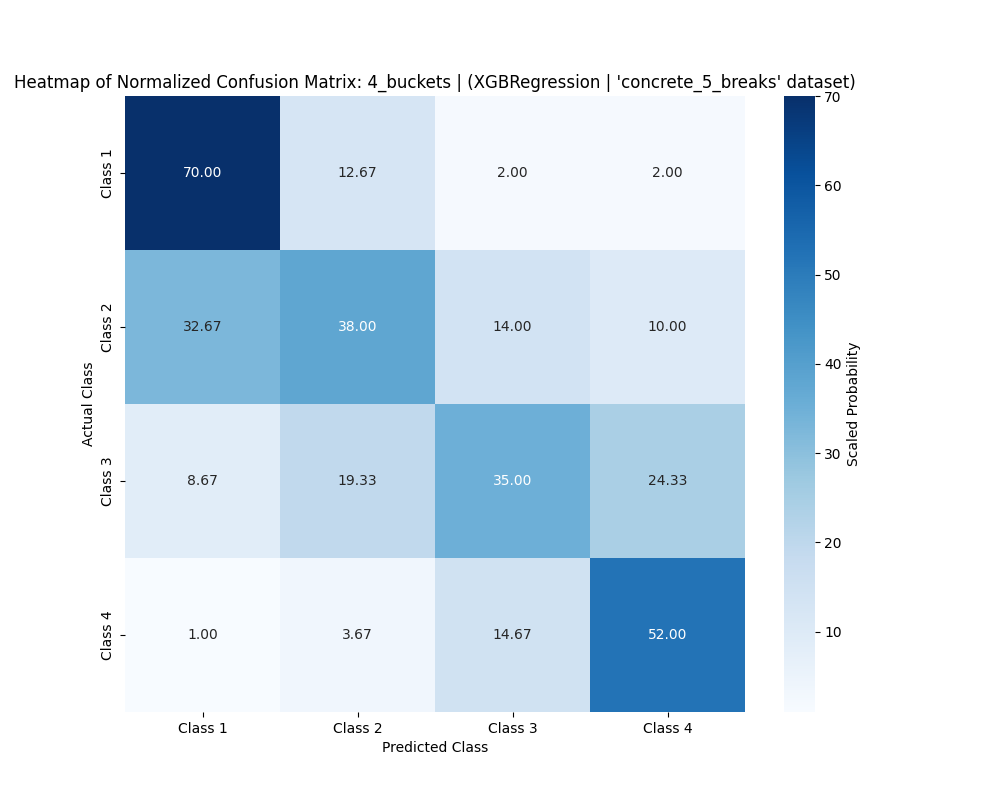 Heatmap of Normalized Confusion Matrix: 4_buckets | (XGBRegression | 'concrete_5_breaks' dataset)
Actual Class
Class 1
70.00 12.67 2.00 2.00
Class 2
32.67 38.00 14.00 10.00
Class 3
8.67 19.33 35.00 24.33
Class 4
1.00 3.67 14.67 52.00
Class 1 Class 2 Class 3 Class 4
Predicted Class
70
60
50
40
30
20
10
Scaled Probability